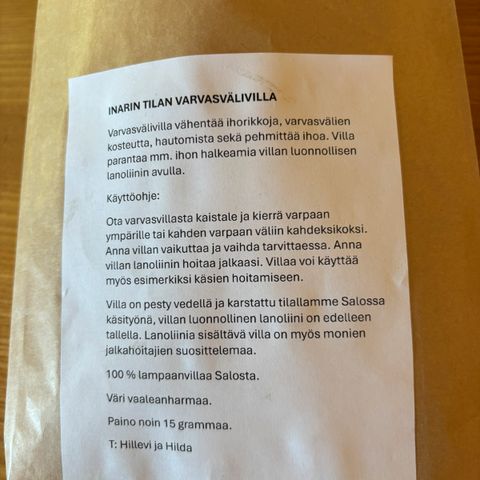 INARIN TILAN VARVASVÄLIVILLA
Varvasvälivilla vähentää ihorikkoja, varvasvälien
kosteutta, hautomista sekä pehmittää ihoa. Villa
parantaa mm. ihon halkeamia villan luonnollisen
lanoliinin avulla.
Käyttöohje:
Ota varvasvillasta kaistale ja kierrä varpaan
ympärille tai kahden varpaan väliin kahdeksikoksi.
Anna villan vaikuttaa ja vaihda tarvittaessa. Anna
villan lanoliinin hoitaa jalkaasi. Villaa voi käyttää
myös esimerkiksi käsien hoitamiseen.
Villa on pesty vedellä ja karstattu tilallamme Salossa
käsityönä, villan luonnollinen lanoliini on edelleen
tallella. Lanoliinia sisältävä villa on myös monien
jalkahoitajien suosittelemaa.
100 % lampaanvillaa Salosta.
Väri vaaleanharmaa.
Paino noin 15 grammaa.
T: Hillevi ja Hilda